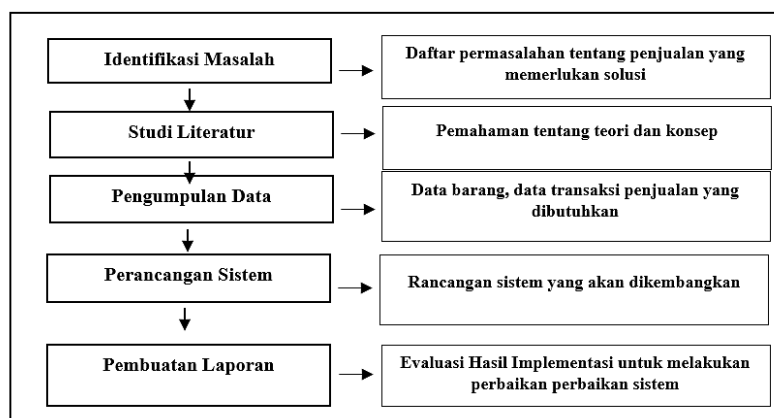 Identifikasi Masalah
Daftar permasalahan tentang penjualan yang
memerlukan solusi
Studi Literatur
Pemahaman tentang teori dan konsep
Pengumpulan Data
Data barang, data transaksi penjualan yang
dibutuhkan
Perancangan Sistem
Rancangan sistem yang akan dikembangkan
Pembuatan Laporan
Evaluasi Hasil Implementasi untuk melakukan
perbaikan perbaikan sistem